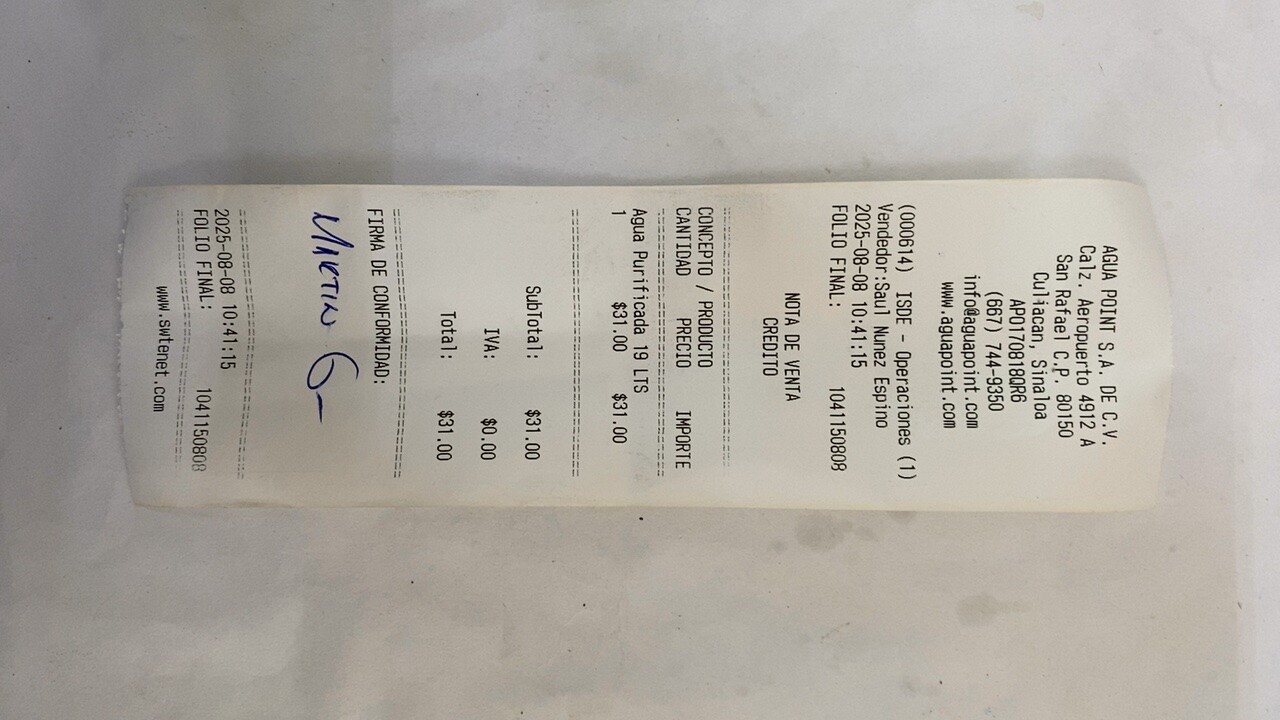 AGUA POINT S.A. DE C.V.
Calz. Aeropuerto 4912 A
San Rafael C.P. 80150
Culiacan, Sinaloa
APO170818QR6
(667) 744-9350
info@aguapoint.com
www.aguapoint.com
(000614) ISDE - Operaciones (1)
Vendedor:Saul Nunez Espino
2025-08-08 10:41:15
FOLIO FINAL: 1041150808
NOTA DE VENTA
CREDITO
CONCEPTO / PRODUCTO
CANTIDAD PRECIO IMPORTE
Agua Purificada 19 LTS
1 $31.00 $31.00
SubTotal: $31.00
IVA: $0.00
Total: $31.00
FIRMA DE CONFORMIDAD:
MARTIN G-
2025-08-08 10:41:15
FOLIO FINAL: 1041150808
www.swtenet.com